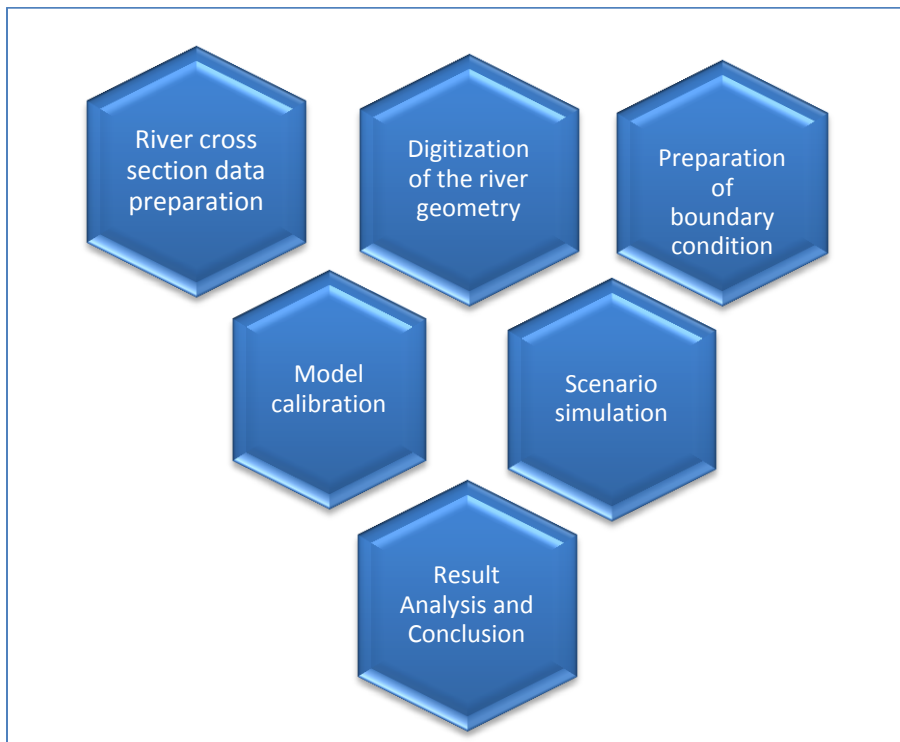 River cross
section data
preparation
Digitization
of the river
geometry
Preparation
of
boundary
condition
Model
calibration
Scenario
simulation
Result
Analysis and
Conclusion